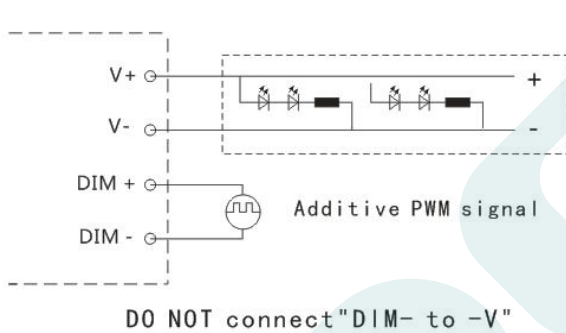 V+
+
V-
-
DIM +
Additive PWM signal
DIM -
DO NOT connect"DIM- to -V"